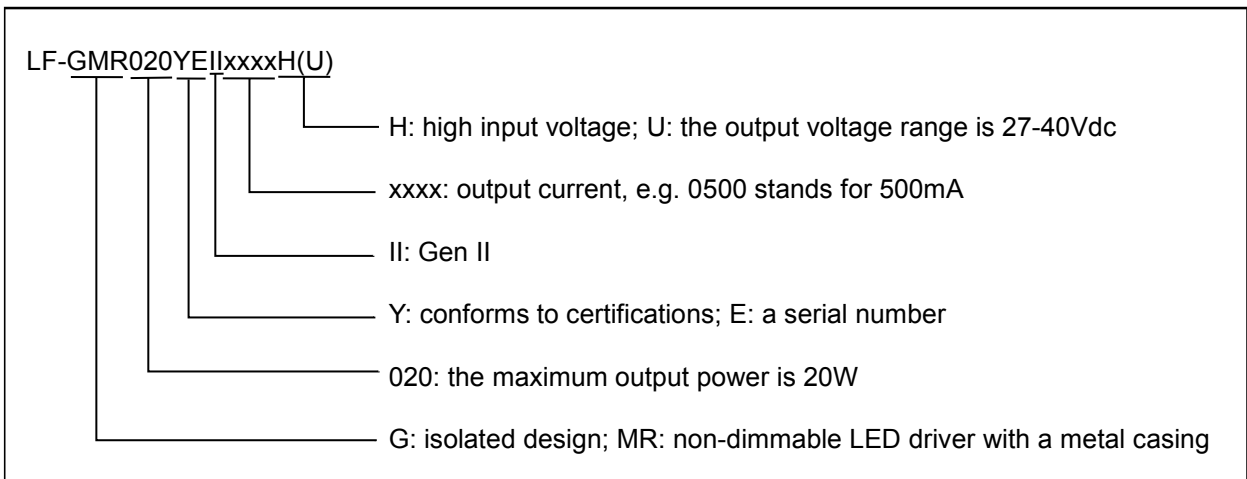 LF-GMR020YEIIxxxxH(U)
H: high input voltage; U: the output voltage range is 27-40Vdc
xxxx: output current, e.g. 0500 stands for 500mA
II: Gen II
Y: conforms to certifications; E: a serial number
020: the maximum output power is 20W
G: isolated design; MR: non-dimmable LED driver with a metal casing